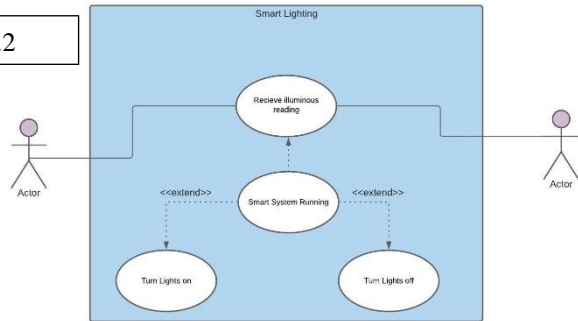 Smart Lighting
2
Recieve illuminous
reading
Actor
Actor
<<extend>>
Smart System Running
<<extend>>
Turn Lights on
Turn Lights off